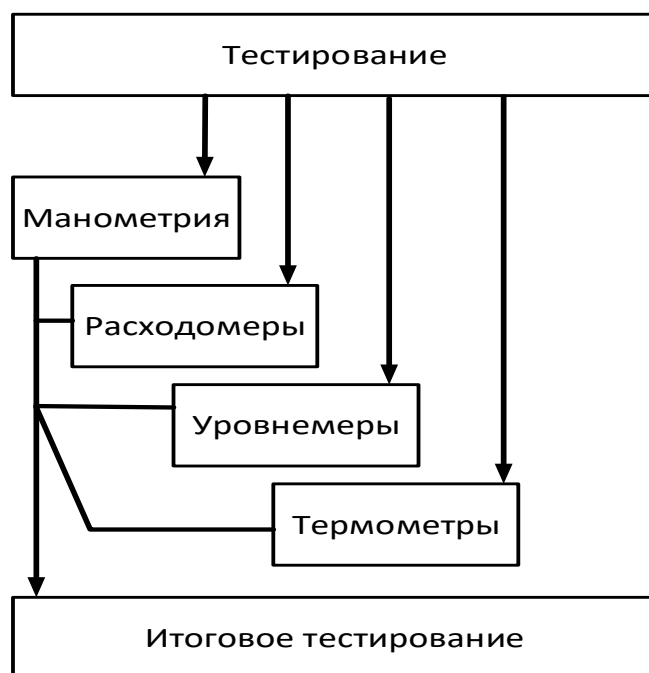 Тестирование
Манометрия
Расходомеры
Уровнемеры
Термометры
Итоговое тестирование